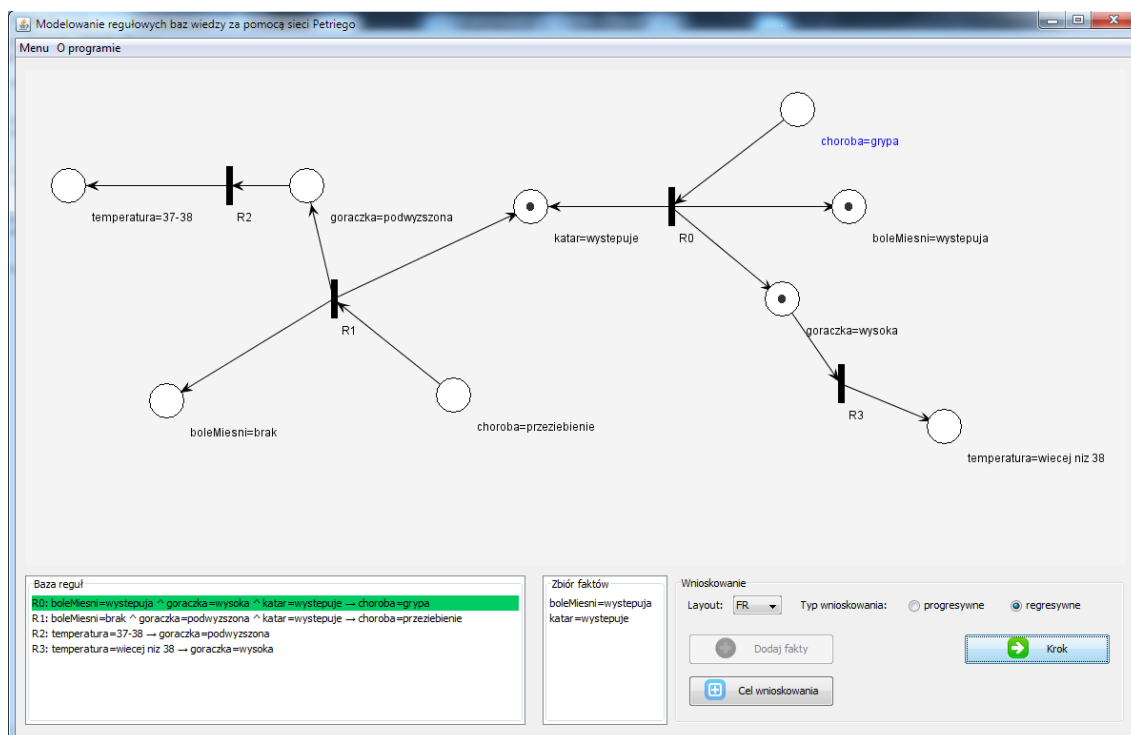 Modelowanie regułowych baz wiedzy za pomocą sieci Petriego
Menu O programie
choroba=grypa
temperatura=37-38
R2
goraczka=podwyzszona
katar=wystepuje
R0
boleMiesni=wystepuja
R1
goraczka=wysoka
boleMiesni=brak
choroba=przeziebienie
R3
temperatura=wiecej niz 38
Baza reguł
R0: boleMiesni=wystepuja ^ goraczka=wysoka ^ katar=wystepuje → choroba=grypa
R1: boleMiesni=brak ^ goraczka=podwyzszona ^ katar=wystepuje → choroba=przeziebienie
R2: temperatura=37-38 → goraczka=podwyzszona
R3: temperatura=wiecej niz 38 → goraczka=wysoka
Zbiór faktów
boleMiesni=wystepuja
katar=wystepuje
Wnioskowanie
Layout: FR Typ wnioskowania: progresywne regresywne
Dodaj fakty
Krok
Cel wnioskowania